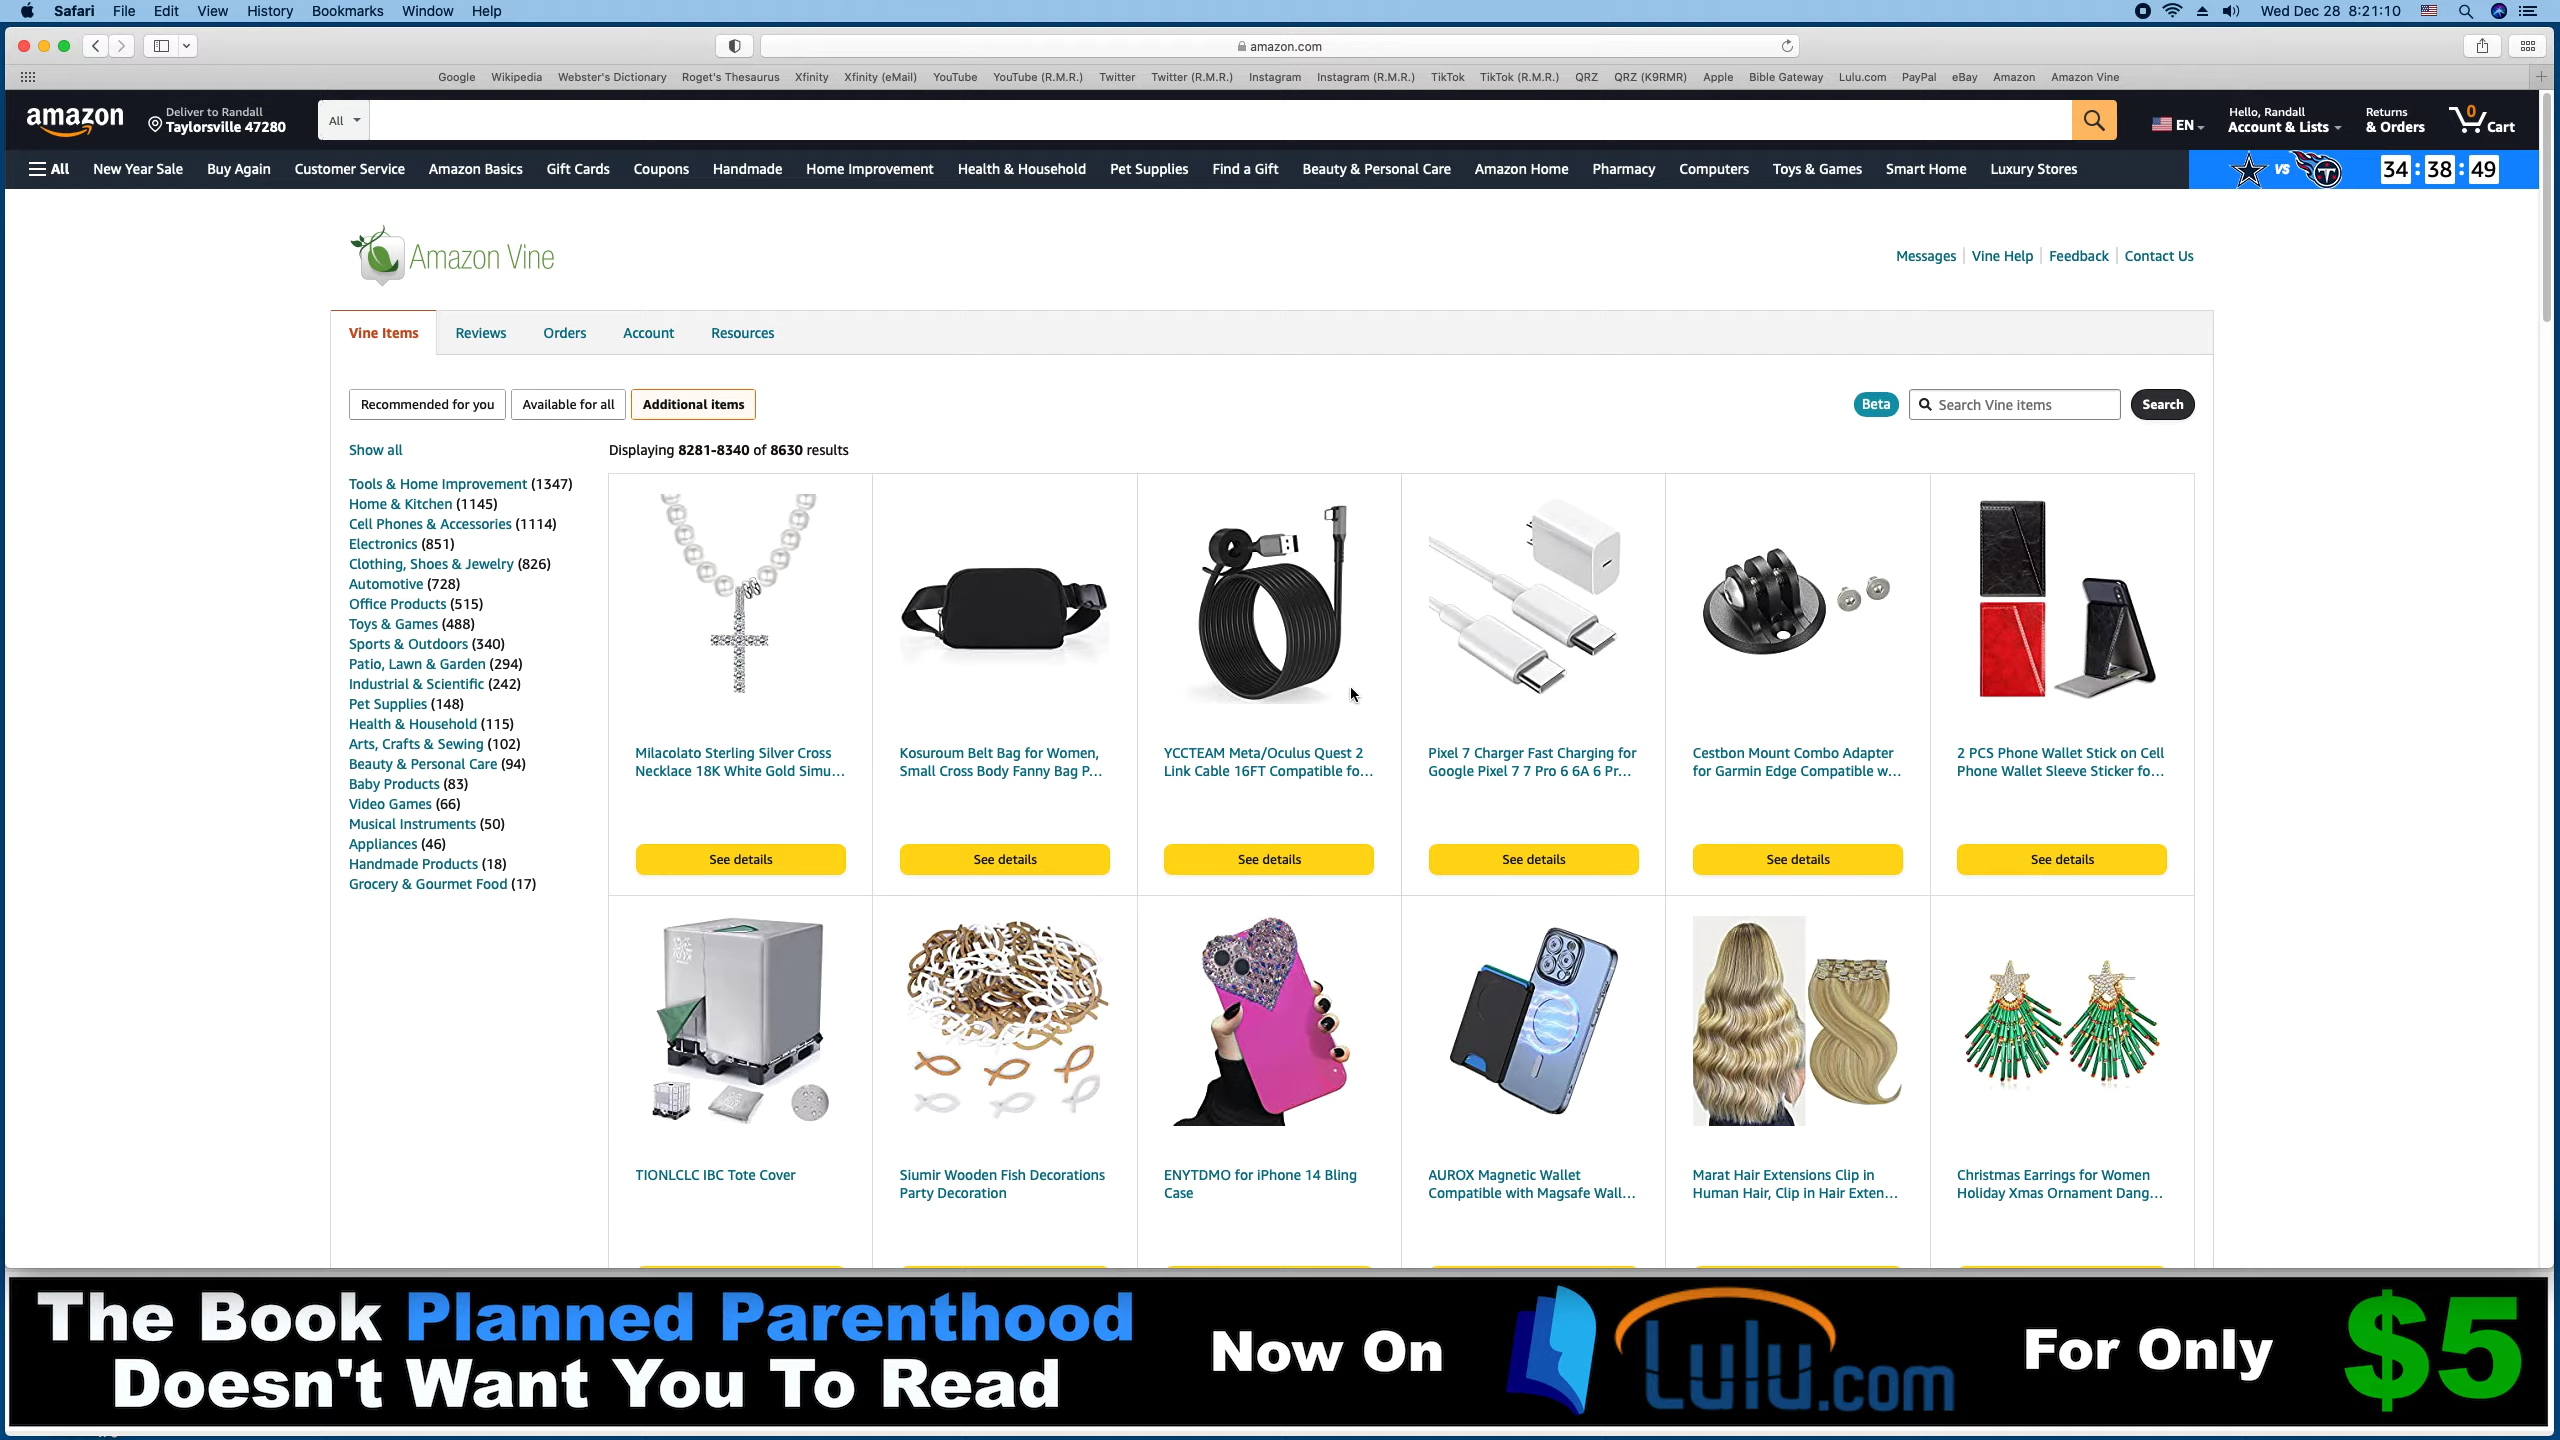 Safari File Edit View History Bookmarks Window Help Wed Dec 28 8:21:10
amazon.com
Google Wikipedia Webster's Dictionary Roget's Thesaurus Xfinity Xfinity (eMail) YouTube YouTube (R.M.R.) Twitter Twitter (R.M.R.) Instagram Instagram (R.M.R.) TikTok TikTok (R.M.R.) QRZ QRZ (K9RMR) Apple Bible Gateway Lulu.com PayPal eBay Amazon Amazon Vine
amazon
Deliver to Randall
Taylorsville 47280
All
EN
Hello, Randall
Account & Lists
Returns
& Orders
0
Cart
All New Year Sale Buy Again Customer Service Amazon Basics Gift Cards Coupons Handmade Home Improvement Health & Household Pet Supplies Find a Gift Beauty & Personal Care Amazon Home Pharmacy Computers Toys & Games Smart Home Luxury Stores
VS
34 : 38 : 49
Amazon Vine
Messages Vine Help Feedback Contact Us
Vine Items Reviews Orders Account Resources
Recommended for you Available for all Additional items
Beta Search Vine items Search
Show all
Displaying 8281-8340 of 8630 results
Tools & Home Improvement (1347)
Home & Kitchen (1145)
Cell Phones & Accessories (1114)
Electronics (851)
Clothing, Shoes & Jewelry (826)
Automotive (728)
Office Products (515)
Toys & Games (488)
Sports & Outdoors (340)
Patio, Lawn & Garden (294)
Industrial & Scientific (242)
Pet Supplies (148)
Health & Household (115)
Arts, Crafts & Sewing (102)
Beauty & Personal Care (94)
Baby Products (83)
Video Games (66)
Musical Instruments (50)
Appliances (46)
Handmade Products (18)
Grocery & Gourmet Food (17)
Milacolato Sterling Silver Cross
Necklace 18K White Gold Simu...
See details
Kosuroum Belt Bag for Women,
Small Cross Body Fanny Bag P...
See details
YCCTEAM Meta/Oculus Quest 2
Link Cable 16FT Compatible fo...
See details
Pixel 7 Charger Fast Charging for
Google Pixel 7 7 Pro 6 6A 6 Pr...
See details
Cestbon Mount Combo Adapter
for Garmin Edge Compatible w...
See details
2 PCS Phone Wallet Stick on Cell
Phone Wallet Sleeve Sticker fo...
See details
TIONLCLC IBC Tote Cover
Siumir Wooden Fish Decorations
Party Decoration
ENYTDMO for iPhone 14 Bling
Case
AUROX Magnetic Wallet
Compatible with Magsafe Wall...
Marat Hair Extensions Clip in
Human Hair, Clip in Hair Exten...
Christmas Earrings for Women
Holiday Xmas Ornament Dang...
The Book Planned Parenthood
Doesn't Want You To Read
Now On
Lulu.com
For Only
$5